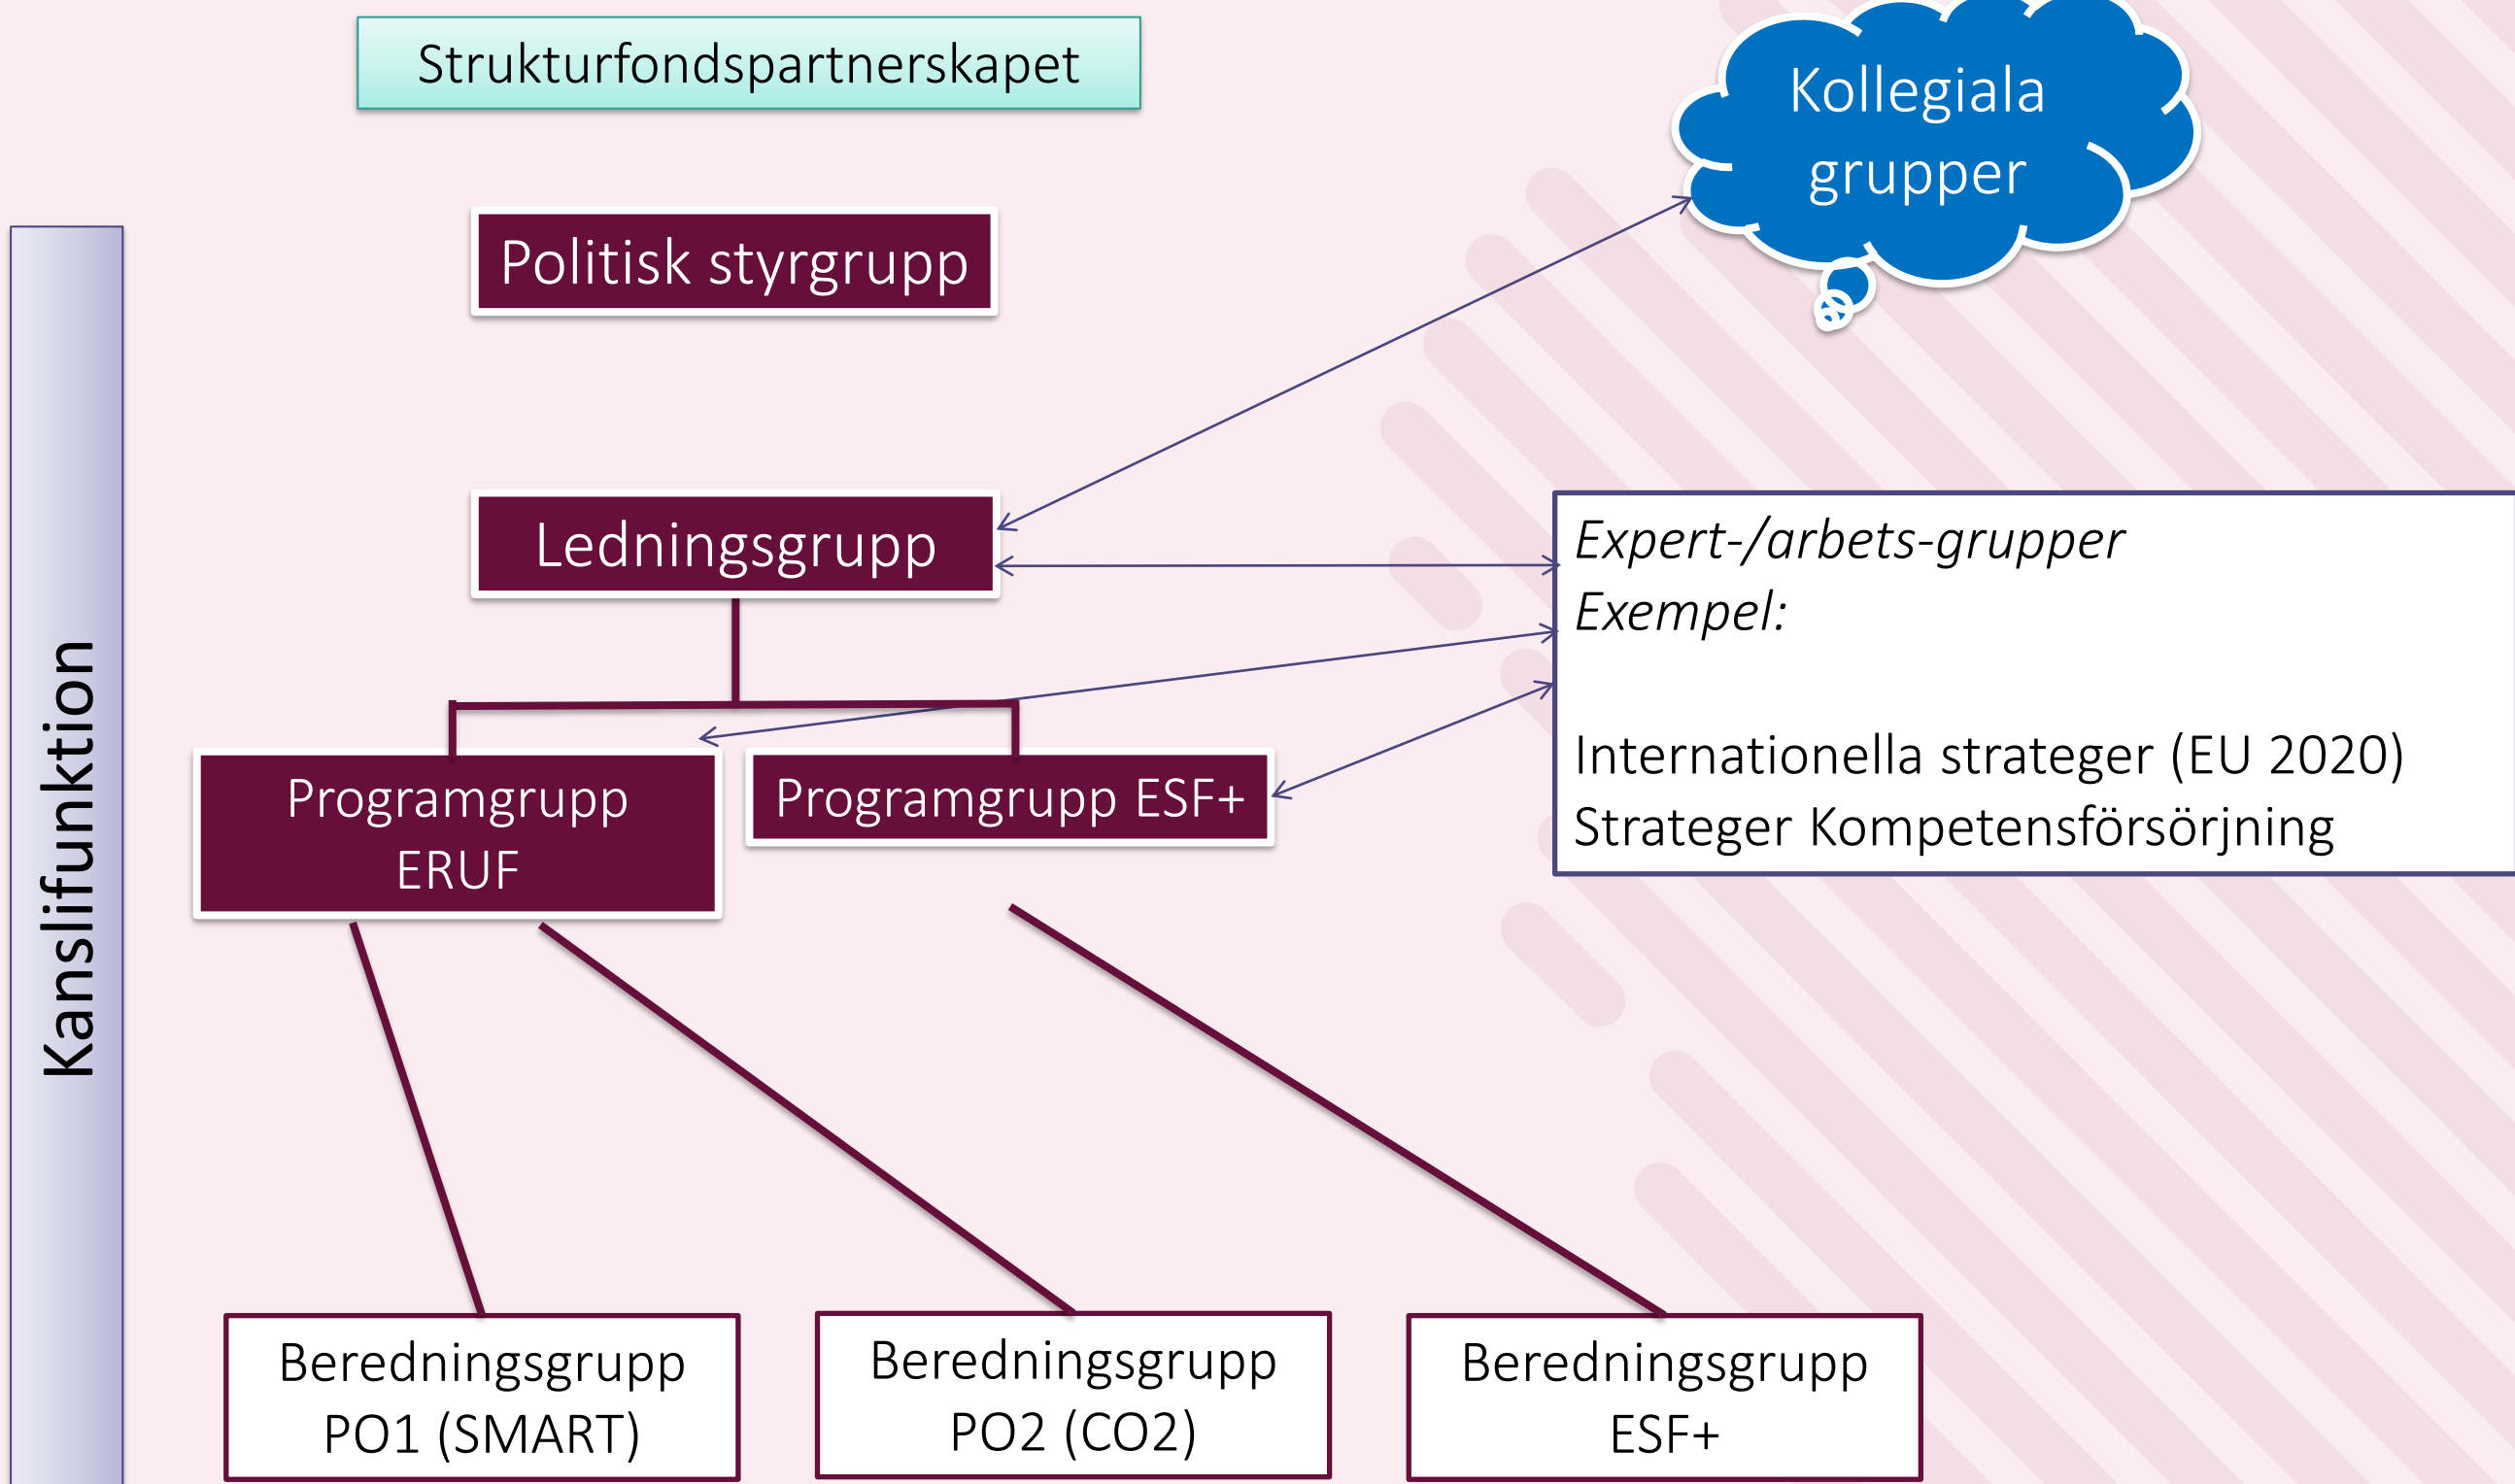 Strukturfondspartnerskapet
Kollegiala
grupper
Politisk styrgrupp
Kanslifunktion
Ledningsgrupp
Expert-/arbets-grupper
Exempel:
Internationella strateger (EU 2020)
Strateger Kompetensförsörjning
Programgrupp
ERUF
Programgrupp ESF+
Beredningsgrupp
PO1 (SMART)
Beredningsgrupp
PO2 (CO2)
Beredningsgrupp
ESF+